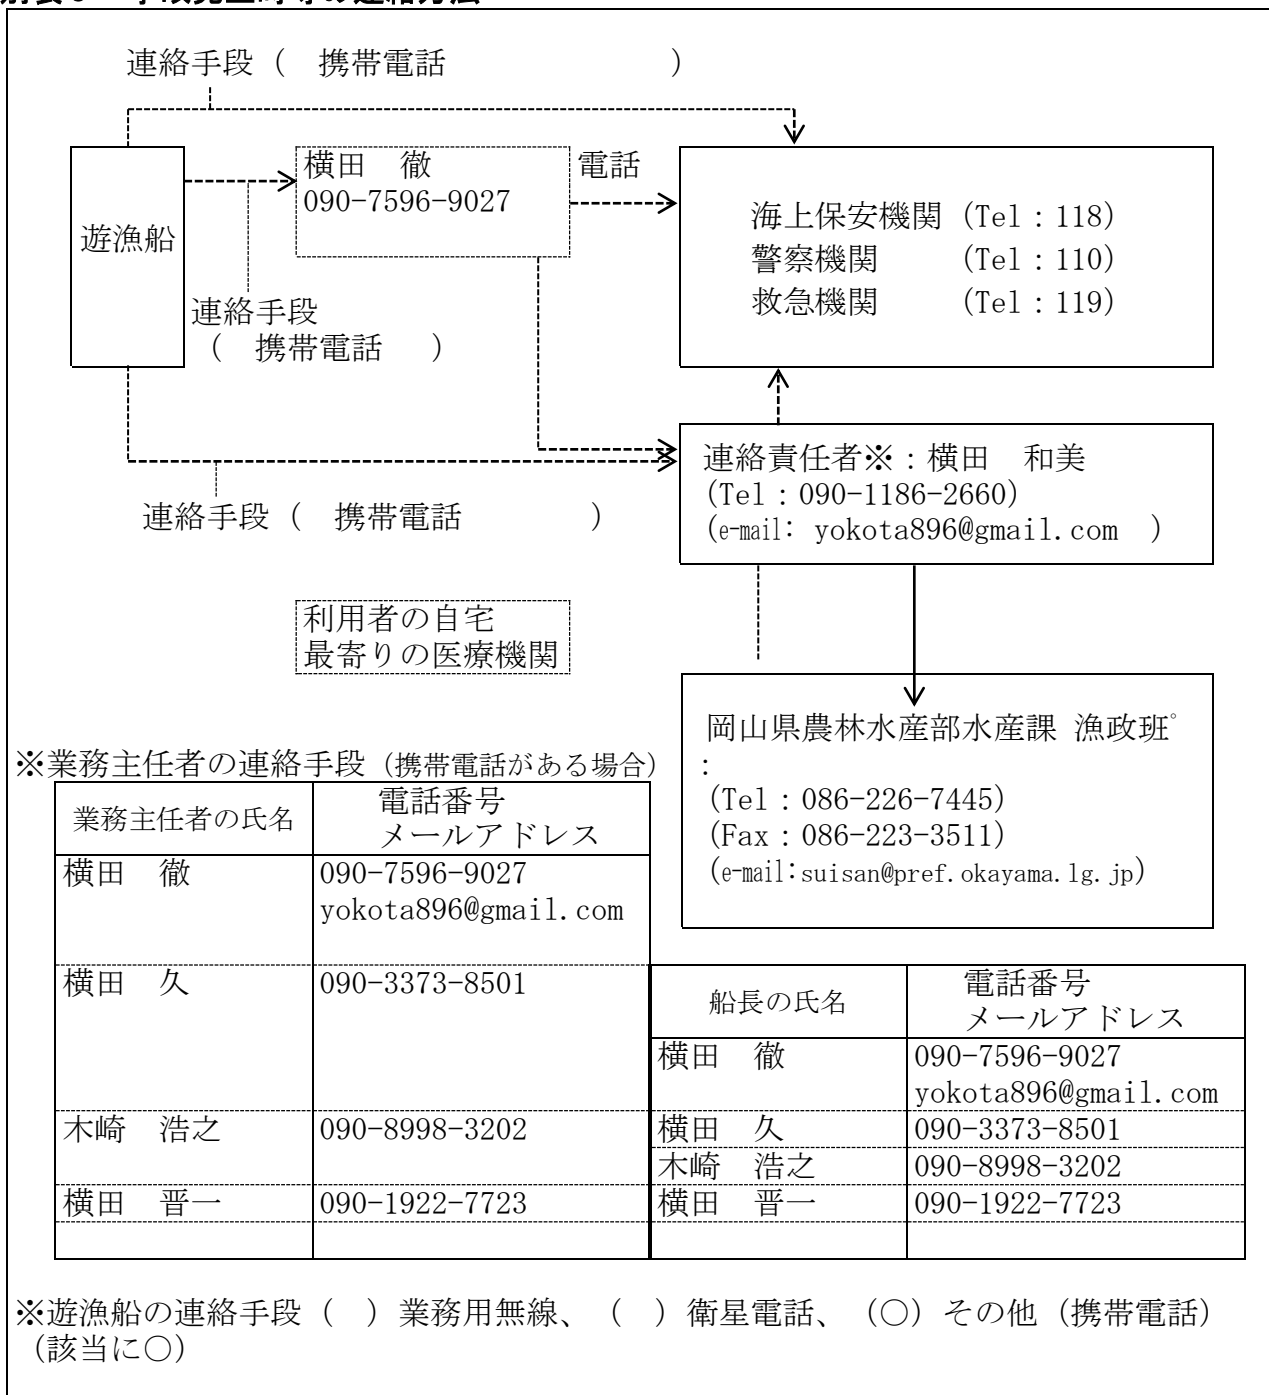 連絡手段（　携帯電話　　　　　　　）
横田　徹
090-7596-9027
電話
遊漁船
海上保安機関（Tel：118）
警察機関　　（Tel：110）
救急機関　　（Tel：119）
連絡手段
（　携帯電話　）
連絡責任者※：横田　和美
（Tel：090-1186-2660）
（e-mail: yokota896@gmail.com　）
連絡手段（　携帯電話　　　　）
利用者の自宅
最寄りの医療機関
岡山県農林水産部水産課 漁政班゜
：
（Tel：086-226-7445）
（Fax：086-223-3511）
（e-mail:suisan@pref.okayama.lg.jp）
※業務主任者の連絡手段（携帯電話がある場合）
業務主任者の氏名　電話番号
メールアドレス
横田　徹　090-7596-9027
yokota896@gmail.com
横田　久　090-3373-8501
木崎　浩之　090-8998-3202
横田　晋一　090-1922-7723
船長の氏名　電話番号
メールアドレス
横田　徹　090-7596-9027
yokota896@gmail.com
横田　久　090-3373-8501
木崎　浩之　090-8998-3202
横田　晋一　090-1922-7723
※遊漁船の連絡手段（　）業務用無線、（　）衛星電話、（○）その他（携帯電話）
（該当に○）